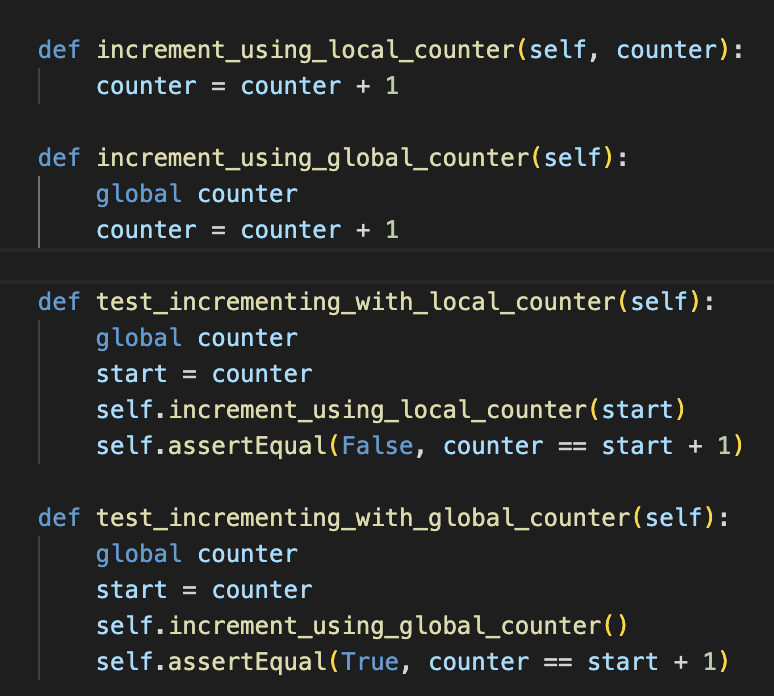 def increment_using_local_counter(self, counter):
counter = counter + 1
def increment_using_global_counter(self):
global counter
counter = counter + 1
def test_incrementing_with_local_counter(self):
global counter
start = counter
self.increment_using_local_counter(start)
self.assertEqual(False, counter == start + 1)
def test_incrementing_with_global_counter(self):
global counter
start = counter
self.increment_using_global_counter()
self.assertEqual(True, counter == start + 1)